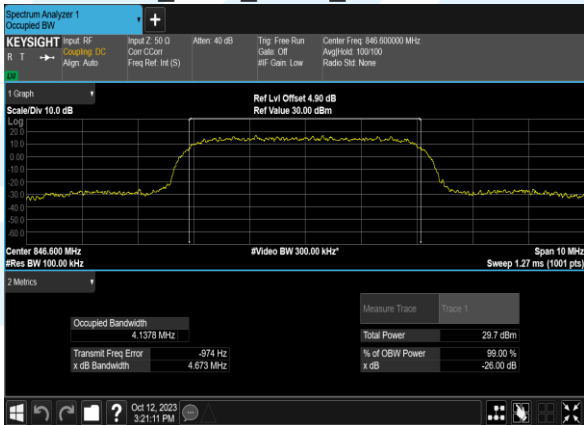 Spectrum Analyzer 1
Occupied BW
KEYSIGHT Input: RF Input Z: 50 Ω Atten: 40 dB Trig: Free Run Center Freq: 846.600000 MHz
R T Coupling: DC Corr CCorr Gate: Off Avg|Hold: 100/100
Align: Auto Freq Ref: Int (S) #IF Gain: Low Radio Std: None
1 Graph
Ref Lvl Offset 4.90 dB
Scale/Div 10.0 dB Ref Value 30.00 dBm
Log
20.0
10.0
0.00
-10.0
-20.0
-30.0
-40.0
-50.0
-60.0
Center 846.600 MHz #Video BW 300.00 kHz* Span 10 MHz
#Res BW 100.00 kHz Sweep 1.27 ms (1001 pts)
2 Metrics
Measure Trace Trace 1
Occupied Bandwidth
4.1378 MHz Total Power 29.7 dBm
Transmit Freq Error -974 Hz % of OBW Power 99.00 %
x dB Bandwidth 4.673 MHz x dB -26.00 dB
Oct 12, 2023
3:21:11 PM